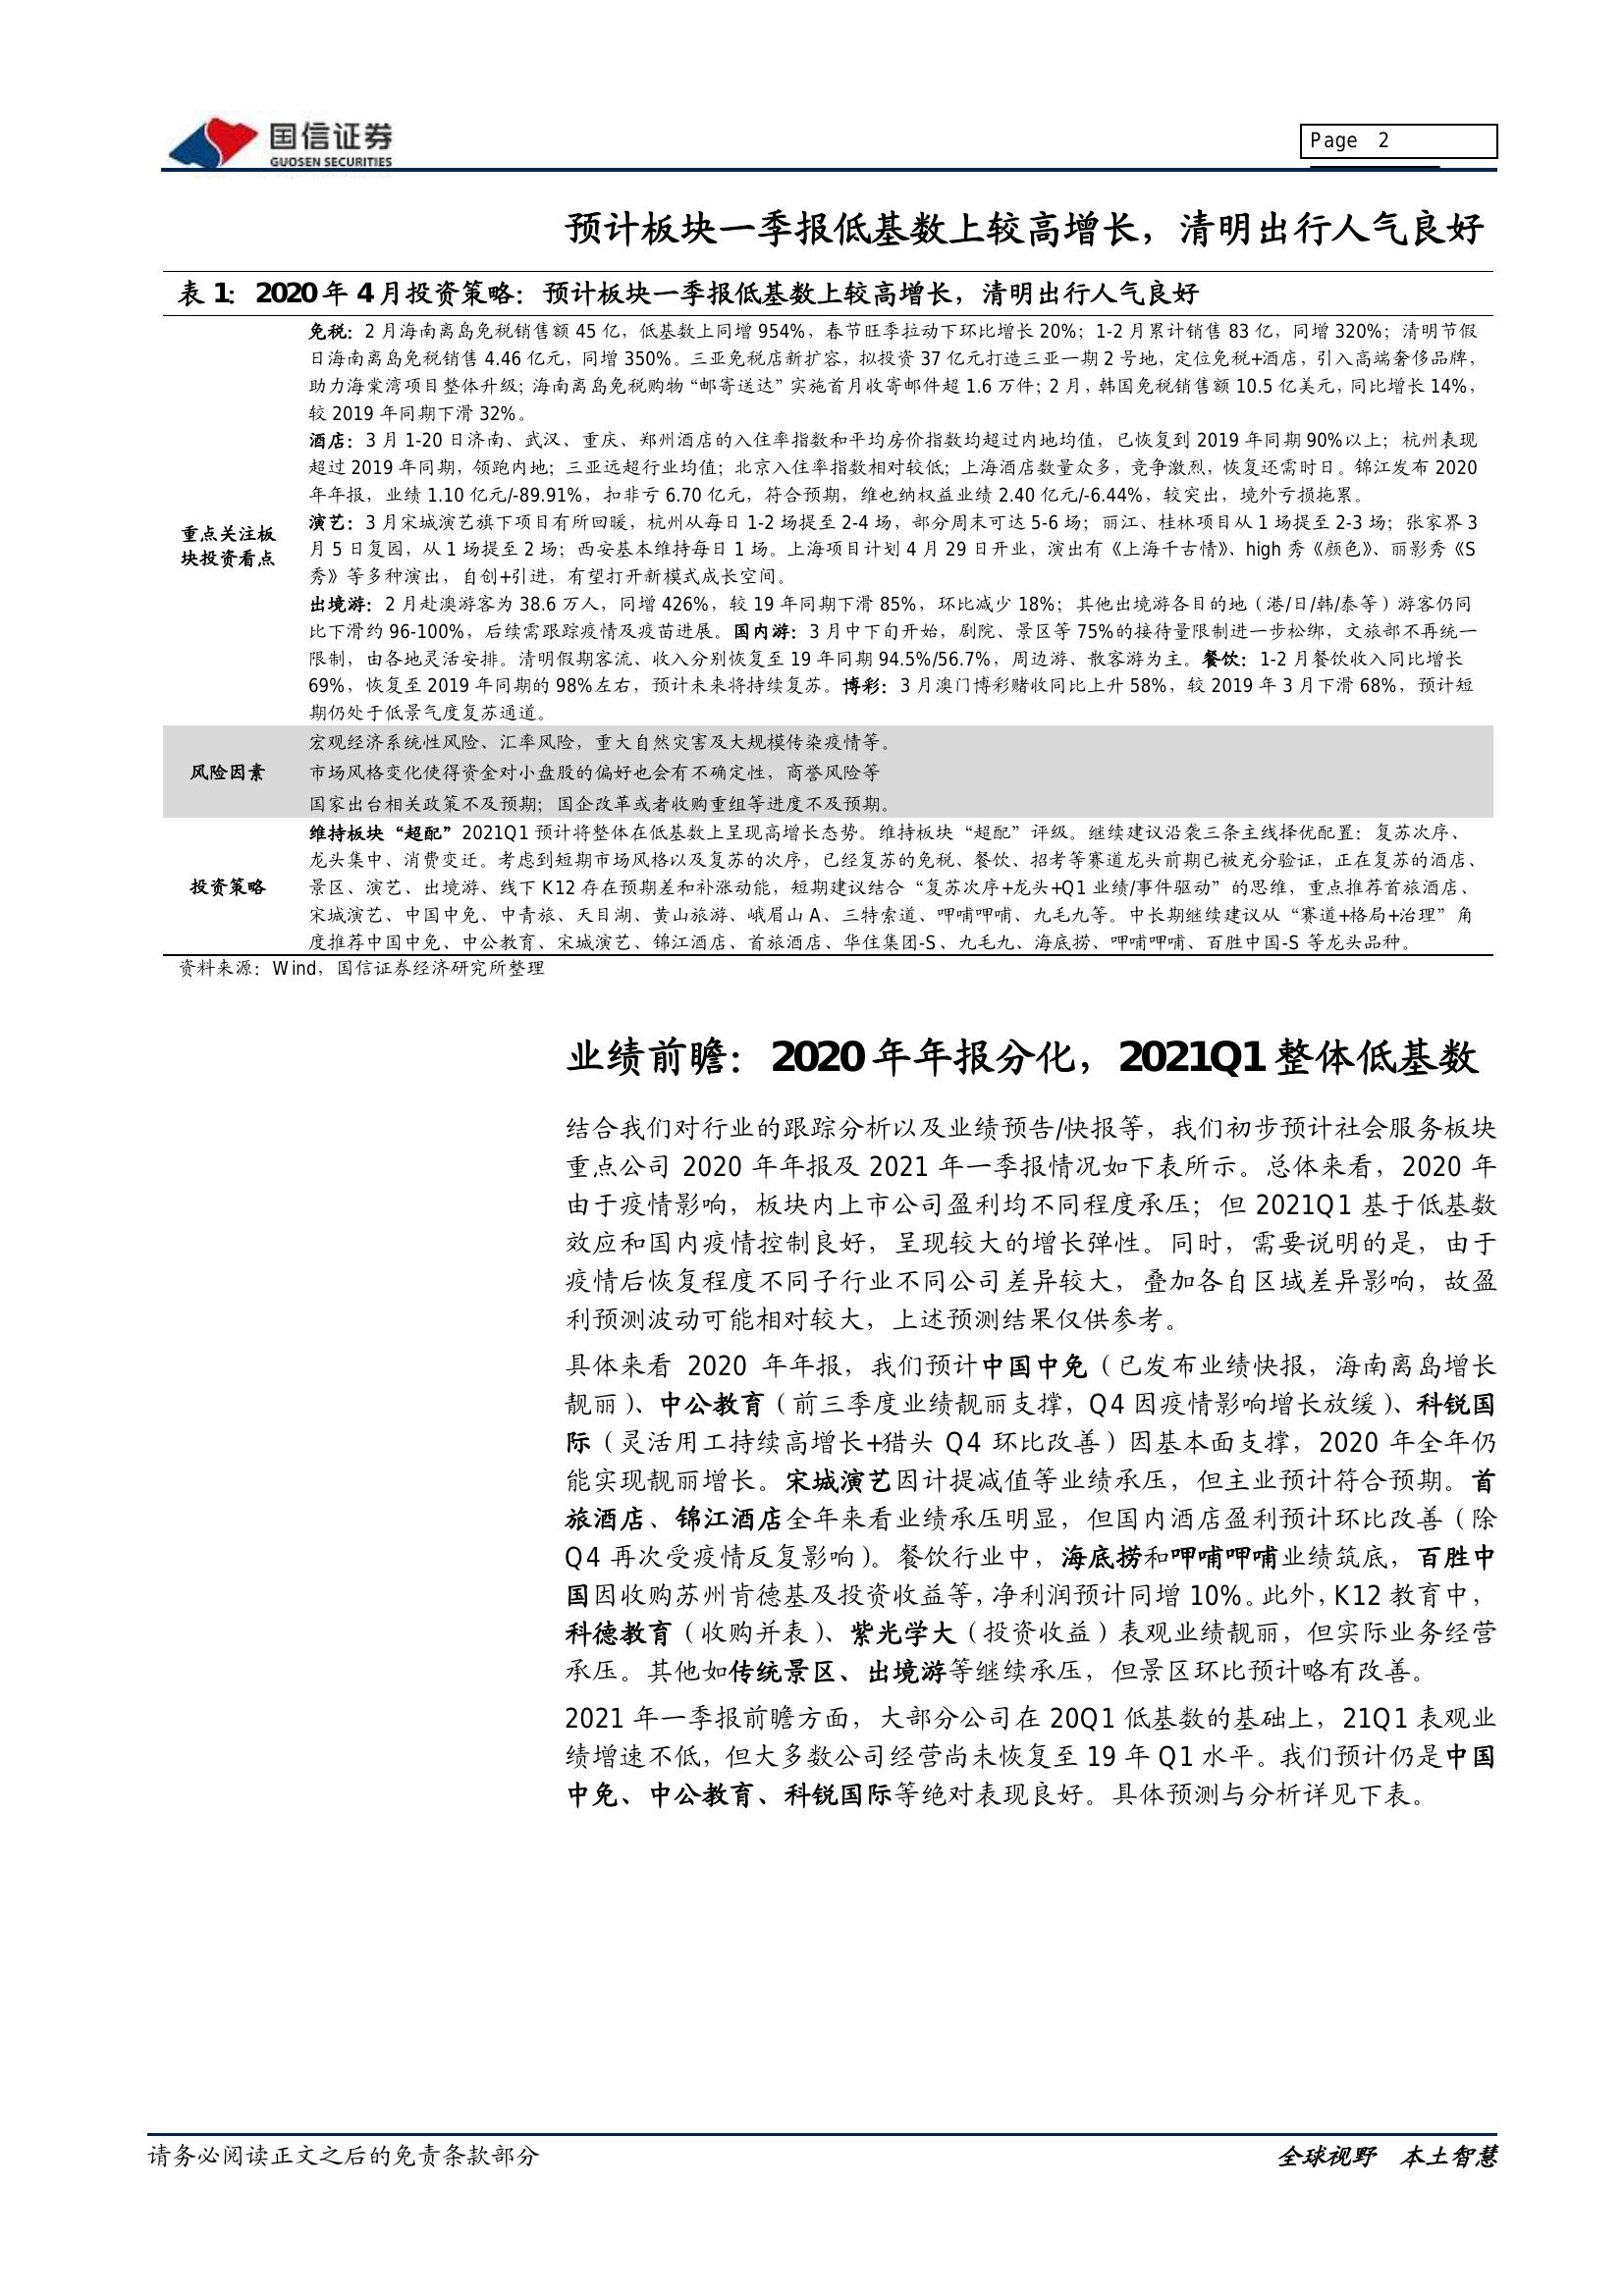 国信证券
GUOSEN SECURITIES
Page 2
预计板块一季报低基数上较高增长，清明出行人气良好
表 1：2020 年 4 月投资策略：预计板块一季报低基数上较高增长，清明出行人气良好
重点关注板
块投资看点
免税：2 月海南离岛免税销售额 45 亿，低基数上同增 954%，春节旺季拉动下环比增长 20%；1-2 月累计销售 83 亿，同增 320%；清明节假
日海南离岛免税销售 4.46 亿元，同增 350%。三亚免税店新扩容，拟投资 37 亿元打造三亚一期 2 号地，定位免税+酒店，引入高端奢侈品牌，
助力海棠湾项目整体升级；海南离岛免税购物“邮寄送达”实施首月收寄邮件超 1.6 万件；2 月，韩国免税销售额 10.5 亿美元，同比增长 14%，
较 2019 年同期下滑 32%。
酒店：3 月 1-20 日济南、武汉、重庆、郑州酒店的入住率指数和平均房价指数均超过内地均值，已恢复到 2019 年同期 90%以上；杭州表现
超过 2019 年同期，领跑内地；三亚远超行业均值；北京入住率指数相对较低；上海酒店数量众多，竞争激烈，恢复还需时日。锦江发布 2020
年年报，业绩 1.10 亿元/-89.91%，扣非亏 6.70 亿元，符合预期，维也纳权益业绩 2.40 亿元/-6.44%，较突出，境外亏损拖累。
演艺：3 月宋城演艺旗下项目有所回暖，杭州从每日 1-2 场提至 2-4 场，部分周末可达 5-6 场；丽江、桂林项目从 1 场提至 2-3 场；张家界 3
月 5 日复园，从 1 场提至 2 场；西安基本维持每日 1 场。上海项目计划 4 月 29 日开业，演出有《上海千古情》、high 秀《颜色》、丽影秀《S
秀》等多种演出，自创+引进，有望打开新模式成长空间。
出境游：2 月赴澳游客为 38.6 万人，同增 426%，较 19 年同期下滑 85%，环比减少 18%；其他出境游各目的地（港/日/韩/泰等）游客仍同
比下滑约 96-100%，后续需跟踪疫情及疫苗进展。国内游：3 月中下旬开始，剧院、景区等 75%的接待量限制进一步松绑，文旅部不再统一
限制，由各地灵活安排。清明假期客流、收入分别恢复至 19 年同期 94.5%/56.7%，周边游、散客游为主。餐饮：1-2 月餐饮收入同比增长
69%，恢复至 2019 年同期的 98%左右，预计未来将持续复苏。博彩：3 月澳门博彩赌收同比上升 58%，较 2019 年 3 月下滑 68%，预计短
期仍处于低景气度复苏通道。
风险因素
宏观经济系统性风险、汇率风险，重大自然灾害及大规模传染疫情等。
市场风格变化使得资金对小盘股的偏好也会有不确定性，商誉风险等
国家出台相关政策不及预期；国企改革或者收购重组等进度不及预期。
投资策略
维持板块“超配”2021Q1 预计将整体在低基数上呈现高增长态势。维持板块“超配”评级。继续建议沿袭三条主线择优配置：复苏次序、
龙头集中、消费变迁。考虑到短期市场风格以及复苏的次序，已经复苏的免税、餐饮、招考等赛道龙头前期已被充分验证，正在复苏的酒店、
景区、演艺、出境游、线下 K12 存在预期差和补涨动能，短期建议结合“复苏次序+龙头+Q1 业绩/事件驱动”的思维，重点推荐首旅酒店、
宋城演艺、中国中免、中青旅、天目湖、黄山旅游、峨眉山 A、三特索道、呷哺呷哺、九毛九等。中长期继续建议从“赛道+格局+治理”角
度推荐中国中免、中公教育、宋城演艺、锦江酒店、首旅酒店、华住集团-S、九毛九、海底捞、呷哺呷哺、百胜中国-S 等龙头品种。
资料来源：Wind，国信证券经济研究所整理
业绩前瞻：2020 年年报分化，2021Q1 整体低基数
结合我们对行业的跟踪分析以及业绩预告/快报等，我们初步预计社会服务板块
重点公司 2020 年年报及 2021 年一季报情况如下表所示。总体来看，2020 年
由于疫情影响，板块内上市公司盈利均不同程度承压；但 2021Q1 基于低基数
效应和国内疫情控制良好，呈现较大的增长弹性。同时，需要说明的是，由于
疫情后恢复程度不同子行业不同公司差异较大，叠加各自区域差异影响，故盈
利预测波动可能相对较大，上述预测结果仅供参考。
具体来看 2020 年年报，我们预计中国中免（已发布业绩快报，海南离岛增长
靓丽）、中公教育（前三季度业绩靓丽支撑，Q4 因疫情影响增长放缓）、科锐国
际（灵活用工持续高增长+猎头 Q4 环比改善）因基本面支撑，2020 年全年仍
能实现靓丽增长。宋城演艺因计提减值等业绩承压，但主业预计符合预期。首
旅酒店、锦江酒店全年来看业绩承压明显，但国内酒店盈利预计环比改善（除
Q4 再次受疫情反复影响）。餐饮行业中，海底捞和呷哺呷哺业绩筑底，百胜中
国因收购苏州肯德基及投资收益等，净利润预计同增 10%。此外，K12 教育中，
科德教育（收购并表）、紫光学大（投资收益）表观业绩靓丽，但实际业务经营
承压。其他如传统景区、出境游等继续承压，但景区环比预计略有改善。
2021 年一季报前瞻方面，大部分公司在 20Q1 低基数的基础上，21Q1 表观业
绩增速不低，但大多数公司经营尚未恢复至 19 年 Q1 水平。我们预计仍是中国
中免、中公教育、科锐国际等绝对表现良好。具体预测与分析详见下表。
请务必阅读正文之后的免责条款部分
全球视野 本土智慧